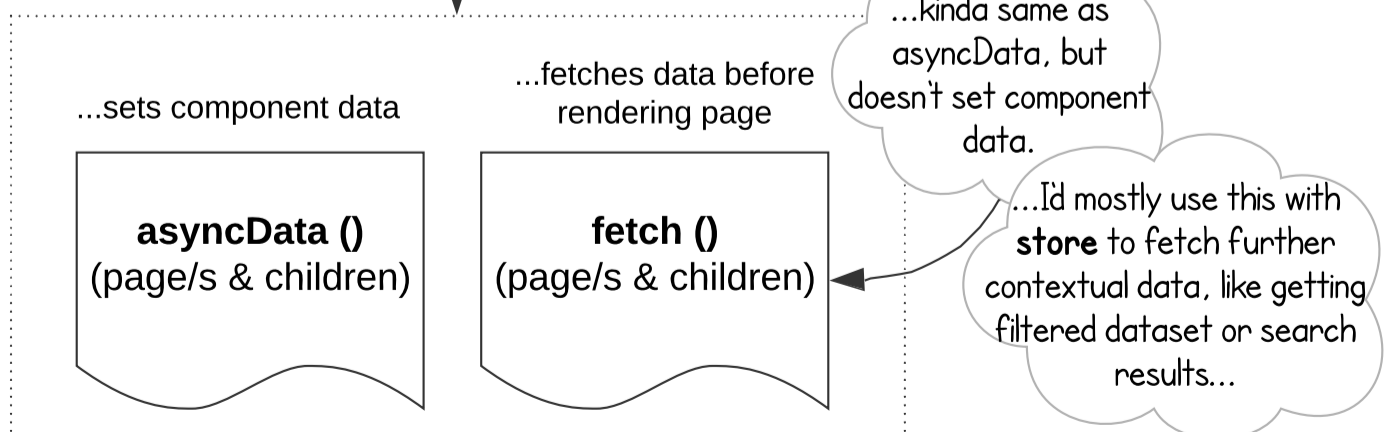 ...sets component data
...fetches data before
rendering page
asyncData ()
(page/s & children)
fetch ()
(page/s & children)
...kinda same as
asyncData, but
doesn't set component
data.
...I'd mostly use this with
store to fetch further
contextual data, like getting
filtered dataset or search
results...